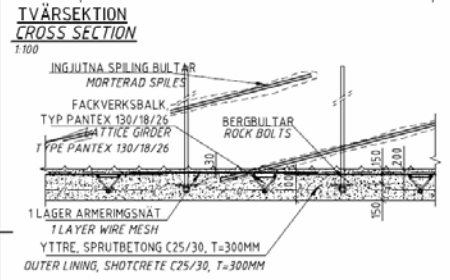 TVÄRSEKTION
CROSS SECTION
1:100
INGJUTNA SPILING BULTAR
MORTERAD SPILES
FACKVERKSBALK,
TYP PANTEX 130/18/26
LATTICE GIRDER
TYPE PANTEX 130/18/26
BERGBULTAR
ROCK BOLTS
30
100
150
250
200
1 LAGER ARMERIMGSNÄT
1 LAYER WIRE MESH
YTTRE, SPRUTBETONG C25/30, T=300MM
OUTER LINING, SHOTCRETE C25/30, T=300MM